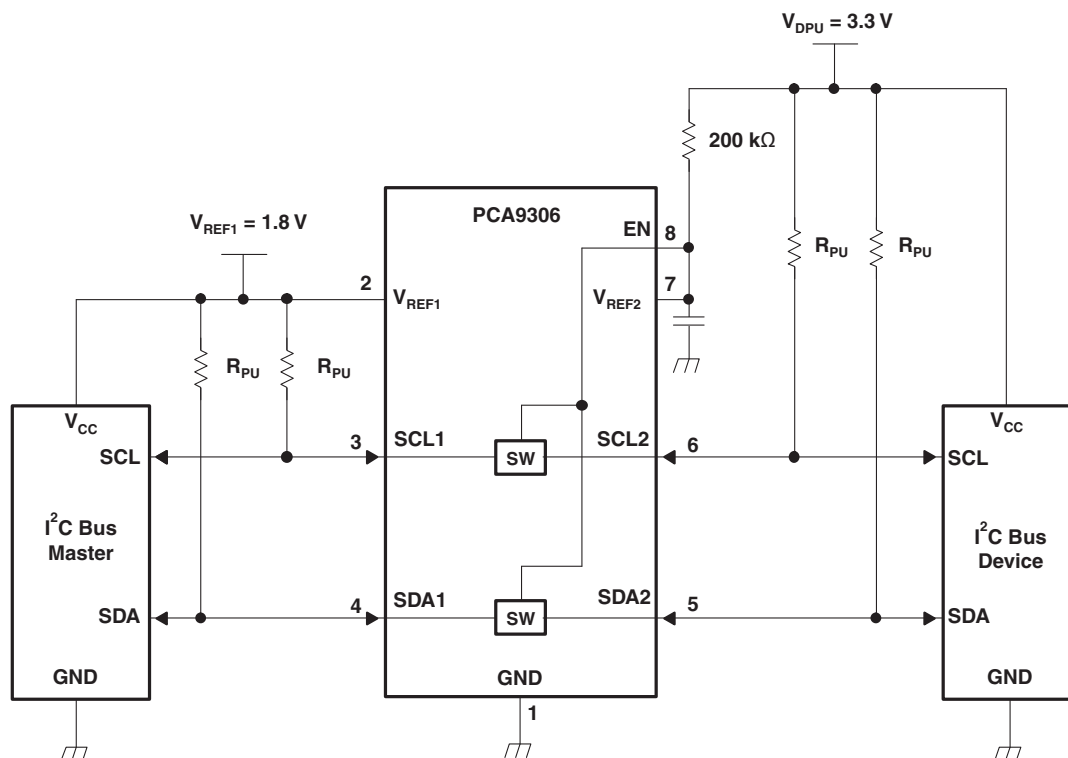 V_DPU = 3.3 V
200 kΩ
PCA9306
V_REF1 = 1.8 V
EN
8
R_PU
R_PU
2
7
V_REF1
V_REF2
R_PU
R_PU
V_CC
V_CC
SCL
3
SCL1
SW
SCL2
6
SCL
I²C Bus
Master
I²C Bus
Device
SDA
4
SDA1
SW
SDA2
5
SDA
GND
GND
GND
1